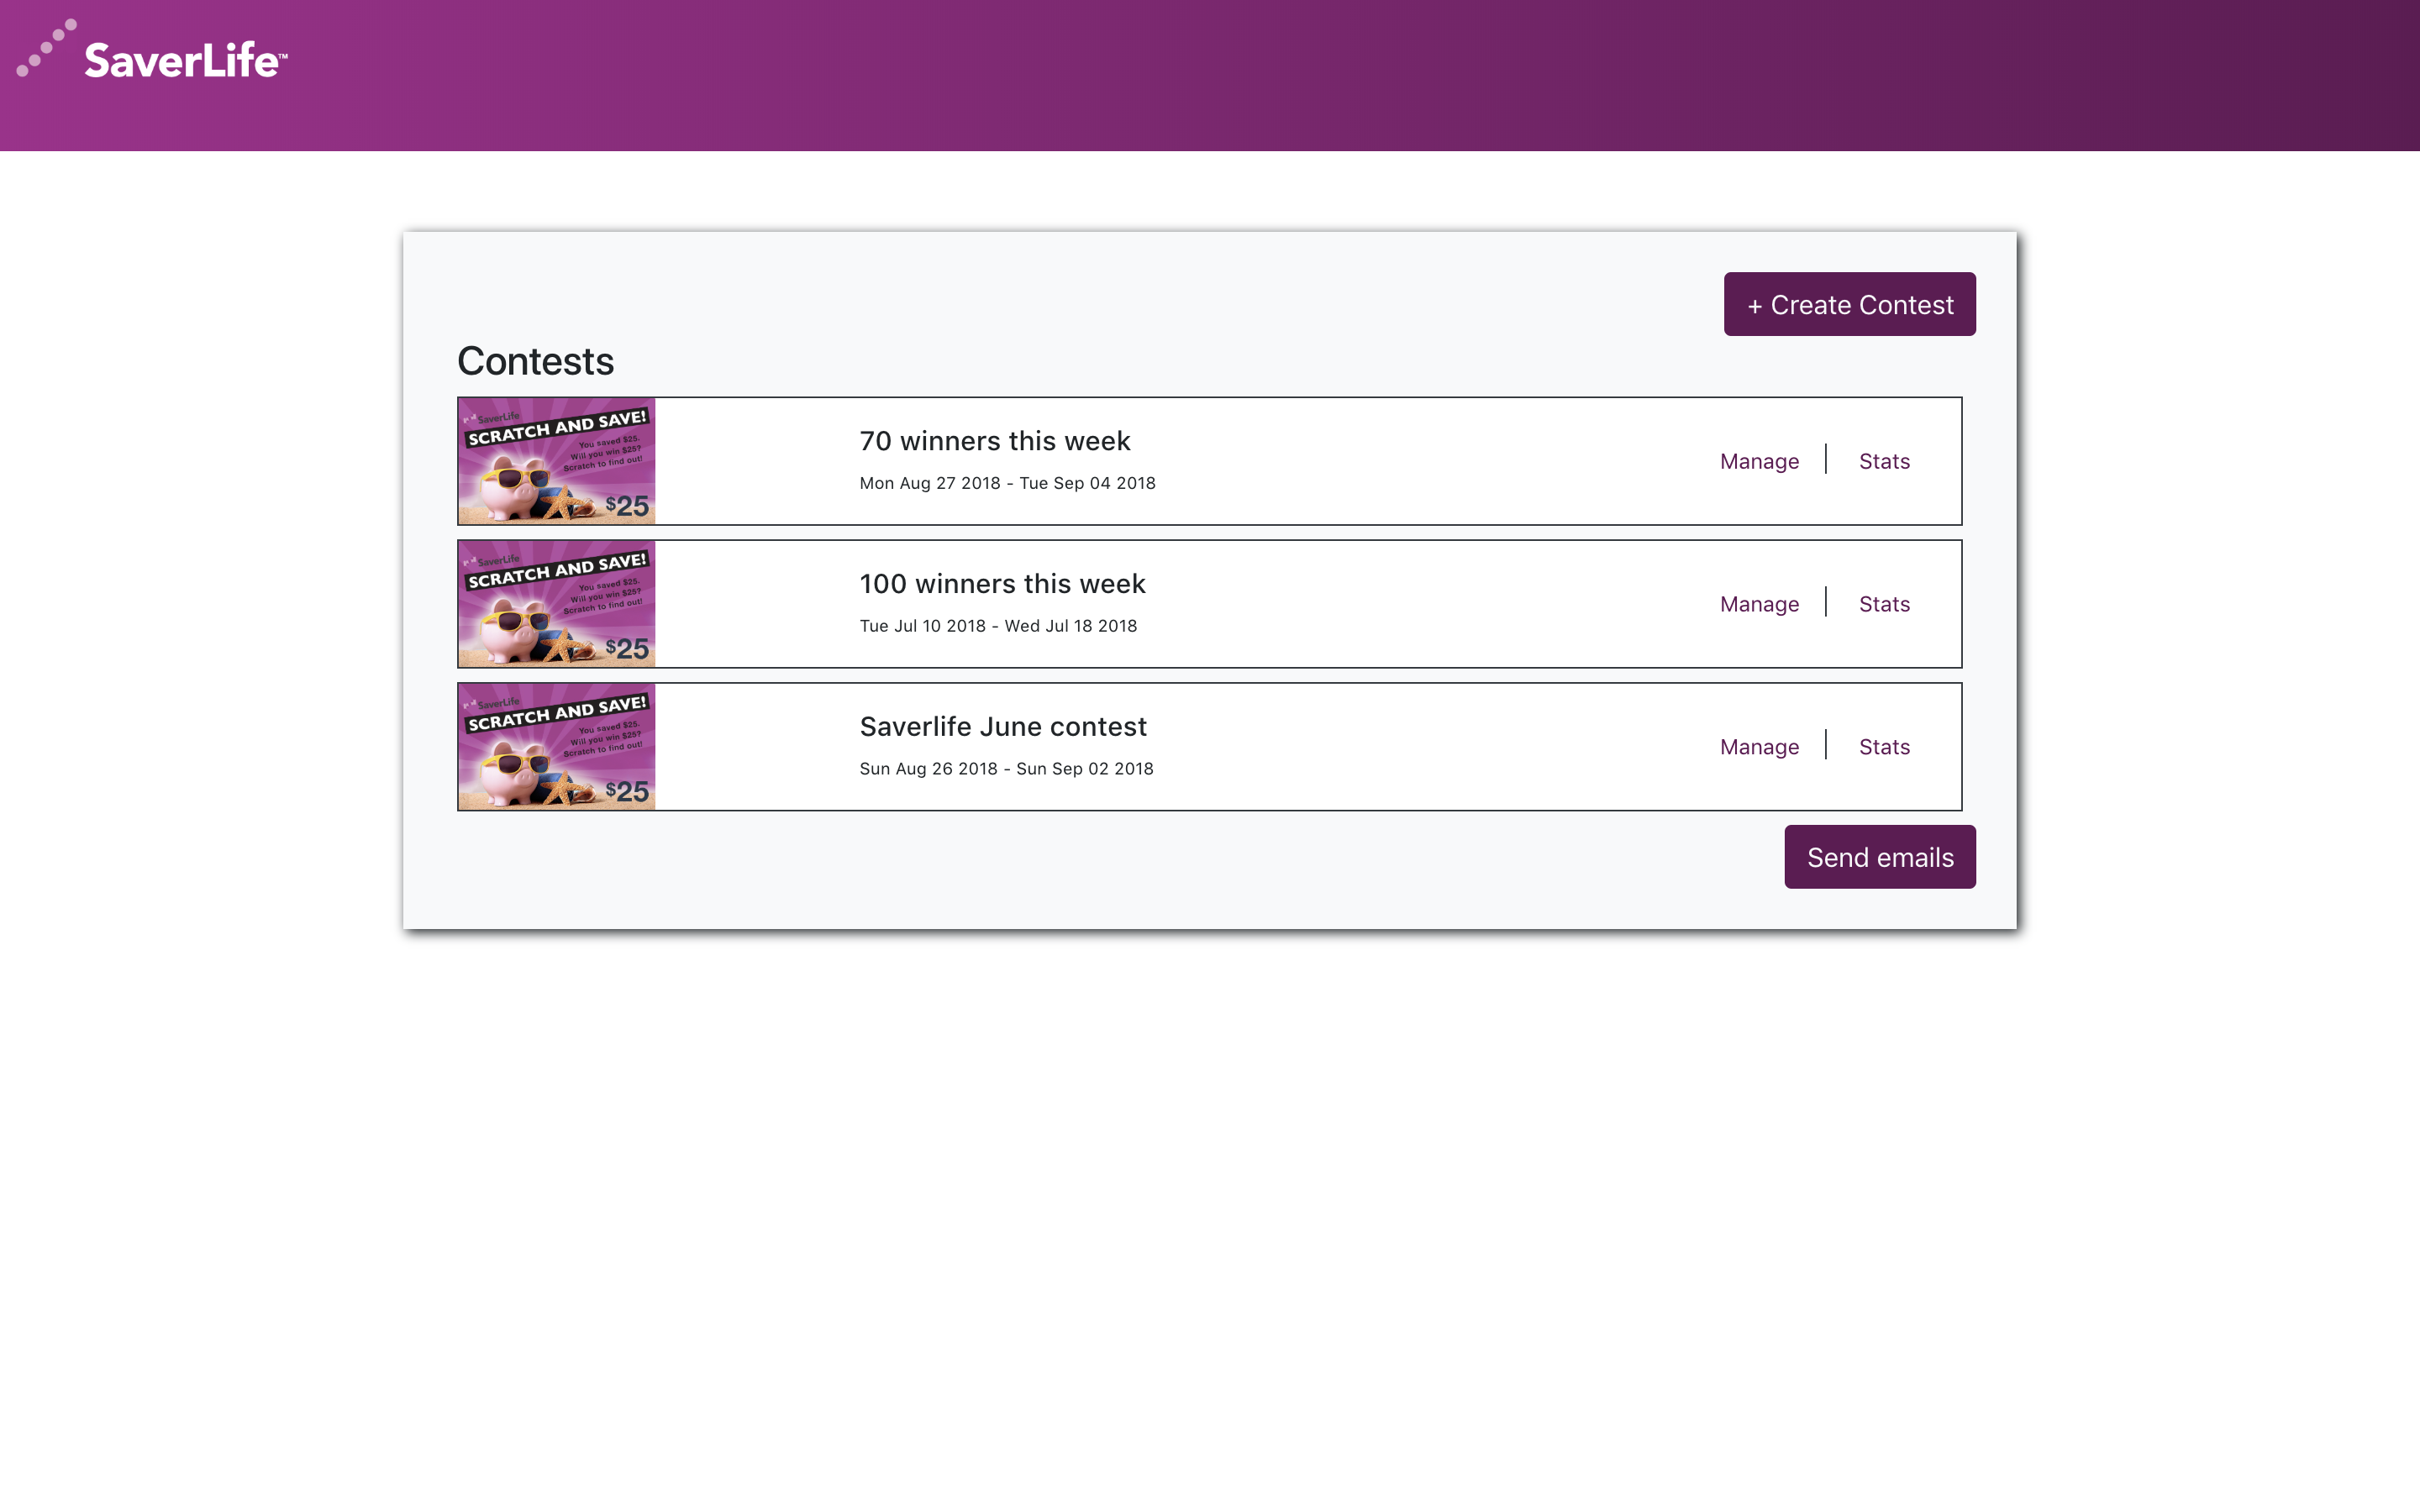 SaverLife™
+ Create Contest
Contests
SaverLife
SCRATCH AND SAVE!
You saved $25.
Will you win $25?
Scratch to find out!
$25
70 winners this week
Mon Aug 27 2018 - Tue Sep 04 2018
Manage | Stats
SaverLife
SCRATCH AND SAVE!
You saved $25.
Will you win $25?
Scratch to find out!
$25
100 winners this week
Tue Jul 10 2018 - Wed Jul 18 2018
Manage | Stats
SaverLife
SCRATCH AND SAVE!
You saved $25.
Will you win $25?
Scratch to find out!
$25
Saverlife June contest
Sun Aug 26 2018 - Sun Sep 02 2018
Manage | Stats
Send emails